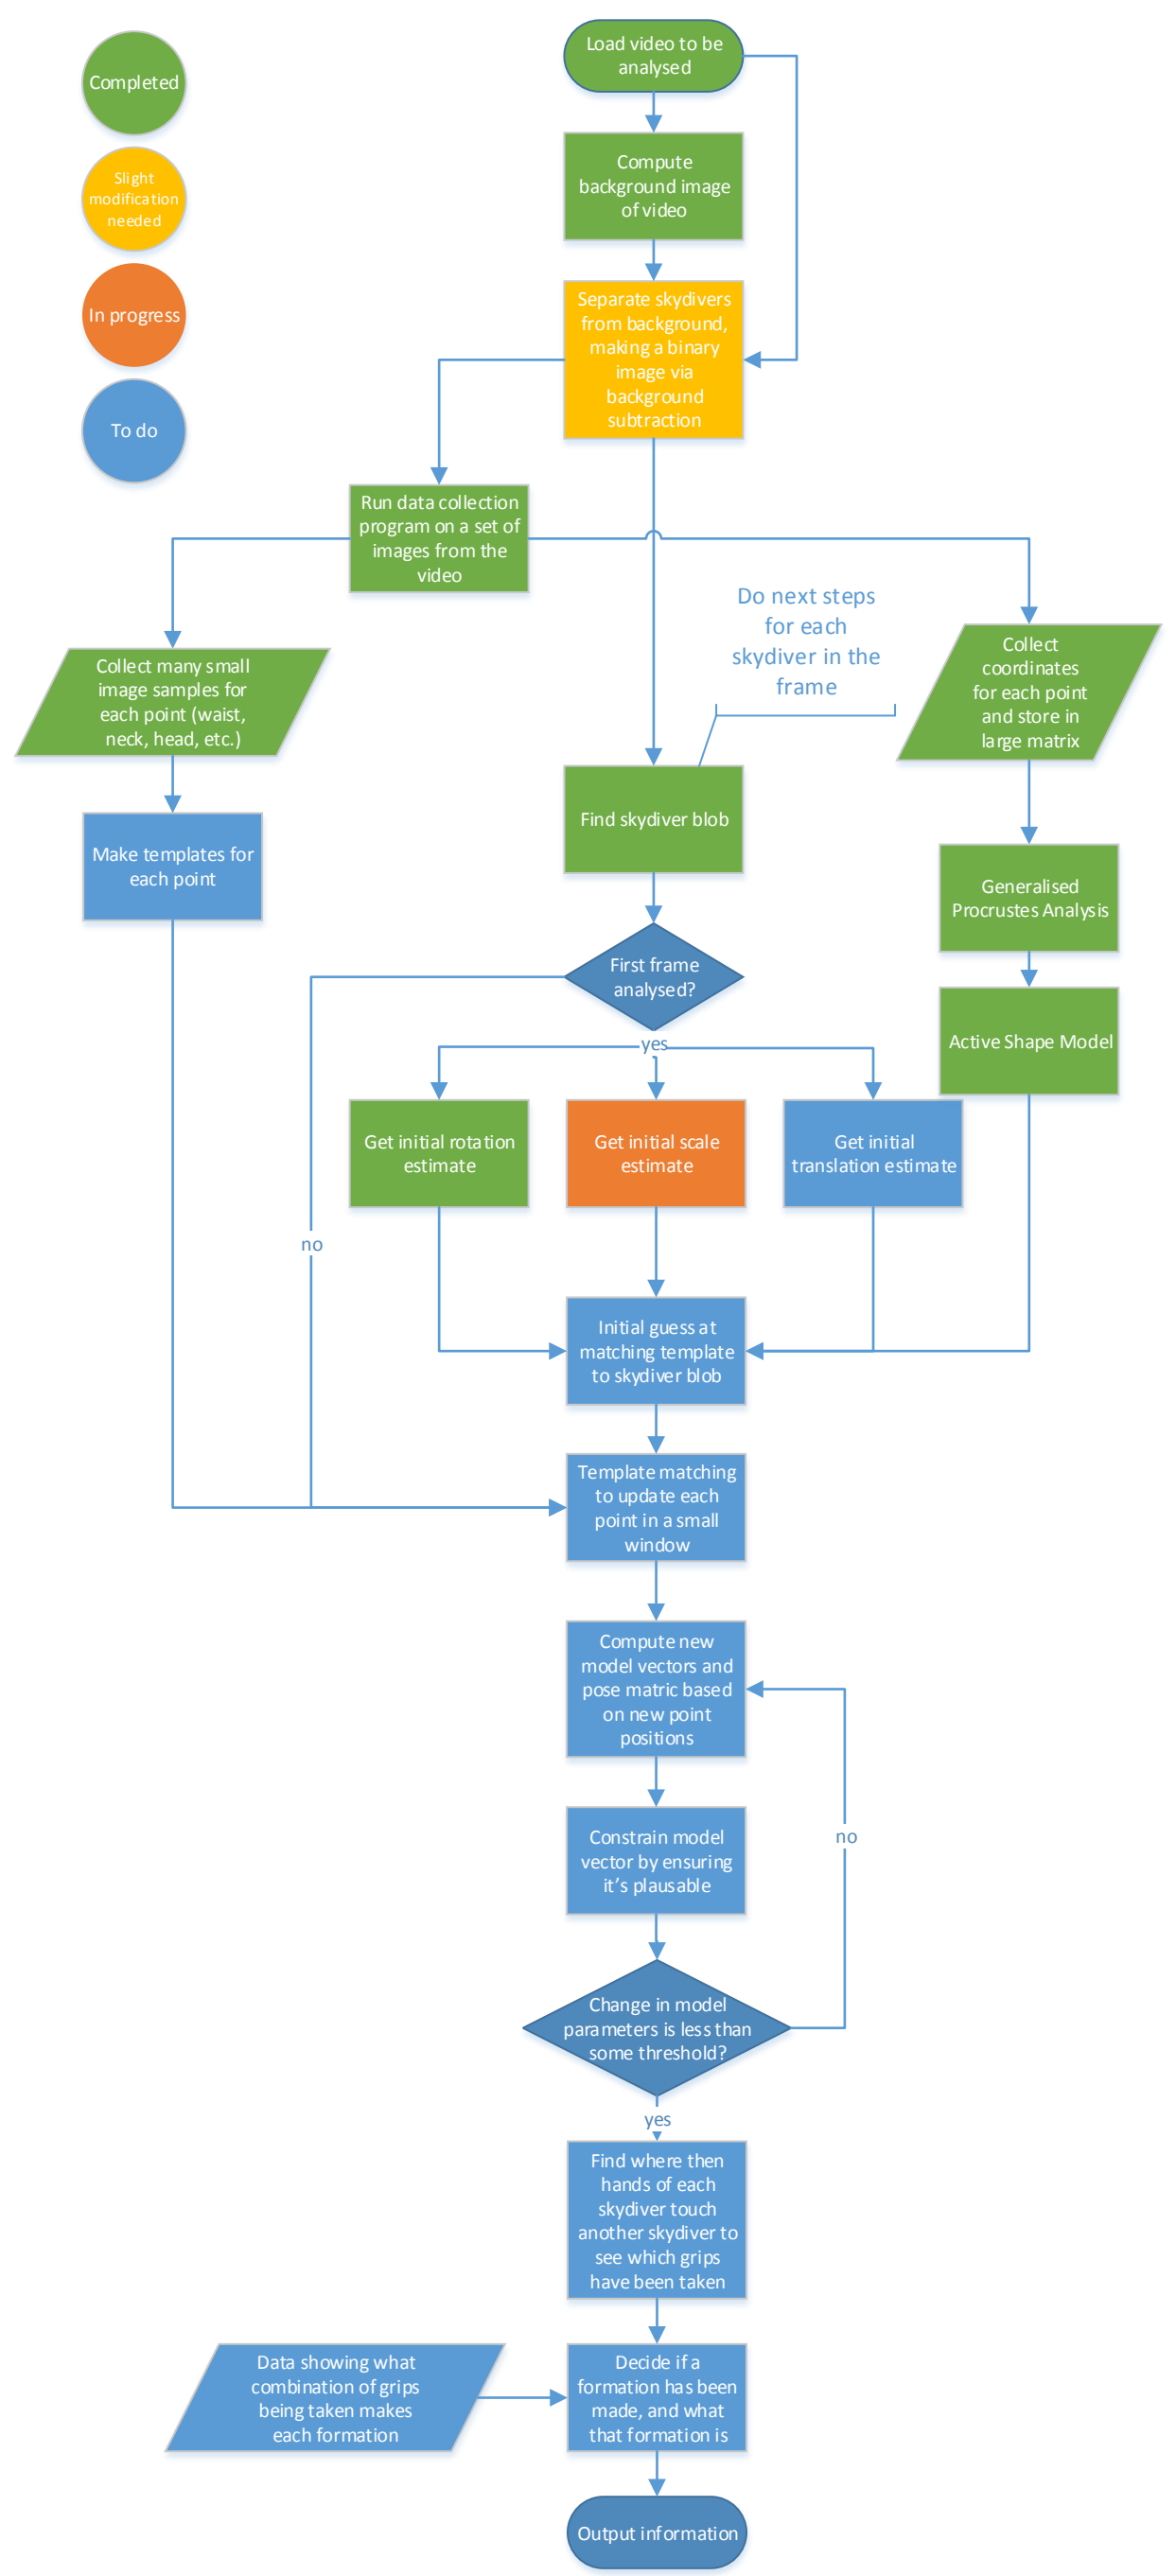 Completed
Slight
modification
needed
In progress
To do
Load video to be
analysed
Compute
background image
of video
Separate skydivers
from background,
making a binary
image via
background
subtraction
Run data collection
program on a set of
images from the
video
Do next steps
for each
skydiver in the
frame
Collect many small
image samples for
each point (waist,
neck, head, etc.)
Collect
coordinates
for each point
and store in
large matrix
Find skydiver blob
Make templates for
each point
Generalised
Procrustes Analysis
First frame
analysed?
Active Shape Model
yes
Get initial rotation
estimate
Get initial scale
estimate
Get initial
translation estimate
no
Initial guess at
matching template
to skydiver blob
Template matching
to update each
point in a small
window
Compute new
model vectors and
pose matric based
on new point
positions
Constrain model
vector by ensuring
it's plausable
no
Change in model
parameters is less than
some threshold?
yes
Find where then
hands of each
skydiver touch
another skydiver to
see which grips
have been taken
Data showing what
combination of grips
being taken makes
each formation
Decide if a
formation has been
made, and what
that formation is
Output information